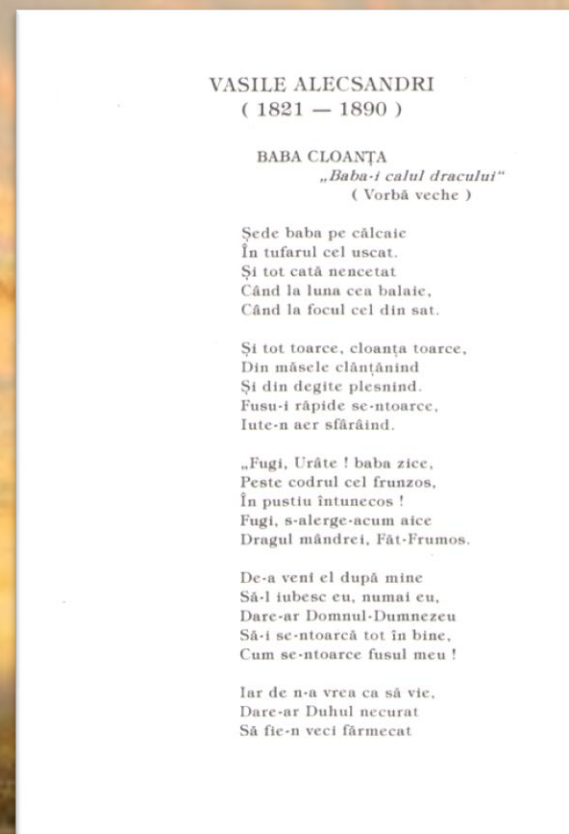 VASILE ALECSANDRI
( 1821 — 1890 )
BABA CLOANȚA
„Baba-i calul dracului“
( Vorbă veche )
Șede baba pe călcaie
În tufarul cel uscat.
Și tot cată nencetat
Când la luna cea balaie,
Când la focul cel din sat.
Și tot toarce, cloanța toarce,
Din măsele clănțănind
Și din degite plesnind.
Fusu-i răpide se-ntoarce,
Iute-n aer sfârâind.
„Fugi, Urâte ! baba zice,
Peste codrul cel frunzos,
În pustiu întunecos !
Fugi, s-alerge-acum aice
Dragul mândrei, Făt-Frumos.
De-a veni el după mine
Să-l iubesc eu, numai eu,
Dare-ar Domnul-Dumnezeu
Să-i se-ntoarcă tot în bine,
Cum se-ntoarce fusul meu !
Iar de n-a vrea ca să vie,
Dare-ar Duhul necurat
Să fie-n veci fărmecat